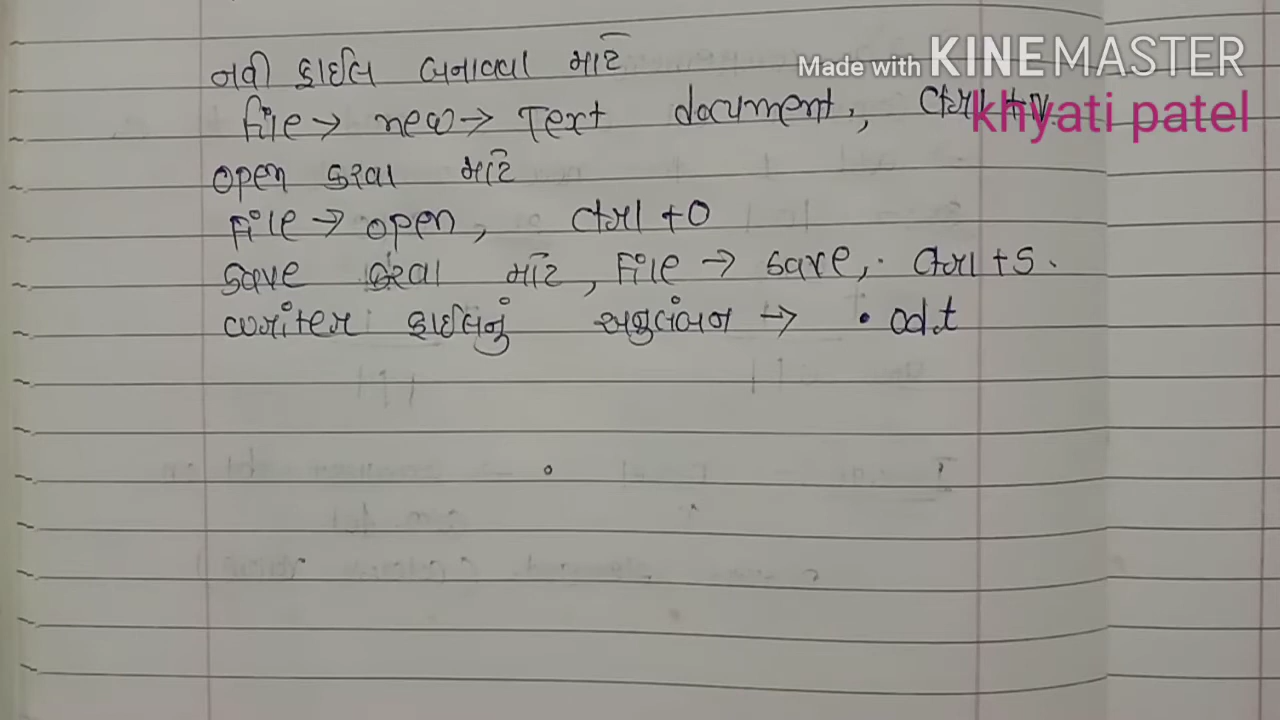 Made with KINEMASTER
khyati patel
નવી ફાઈલ બનાવવા માટે
File → new → Text document, Ctrl + N.
open કરવા માટે
File → open, Ctrl + O
save કરવા માટે, File → save, Ctrl + S.
writer ફાઈલનું અનુલંબન → • odt